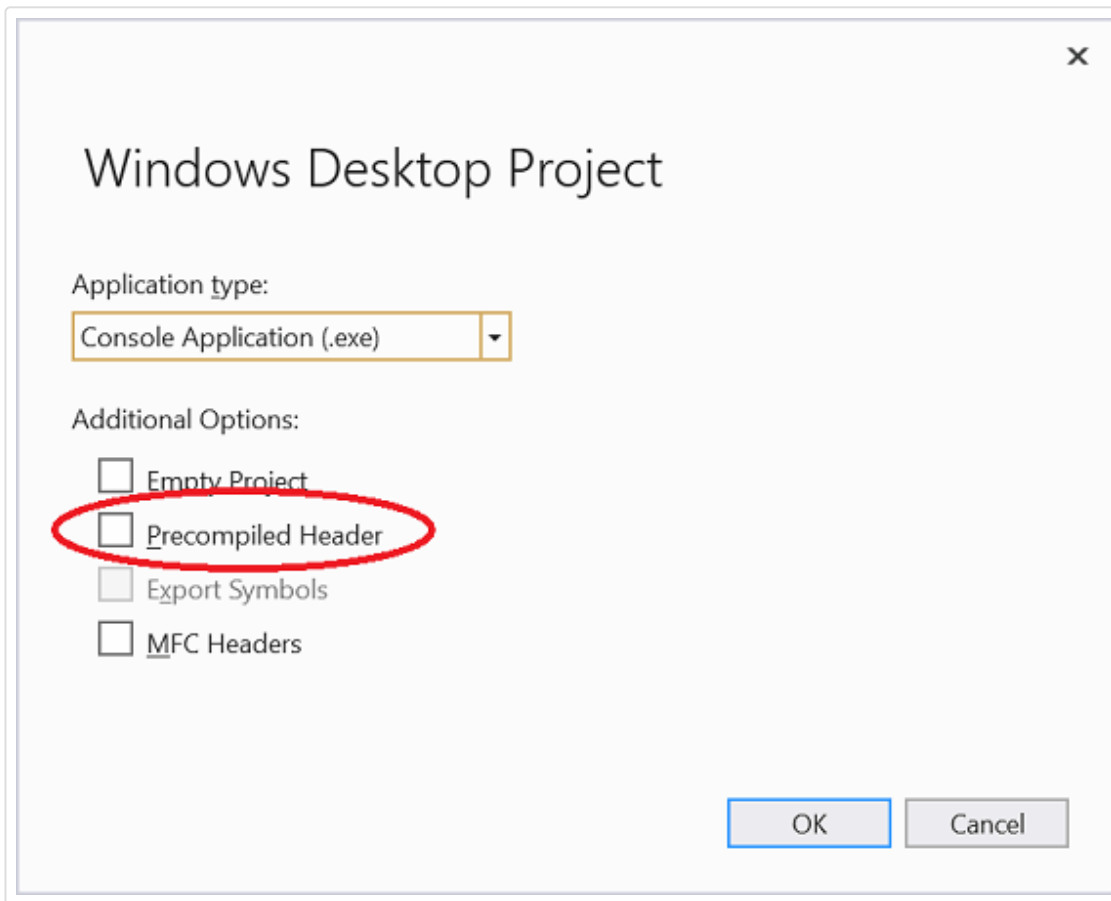 Windows Desktop Project
Application type:
Console Application (.exe)
Additional Options:
Empty Project
Precompiled Header
Export Symbols
MFC Headers
OK Cancel